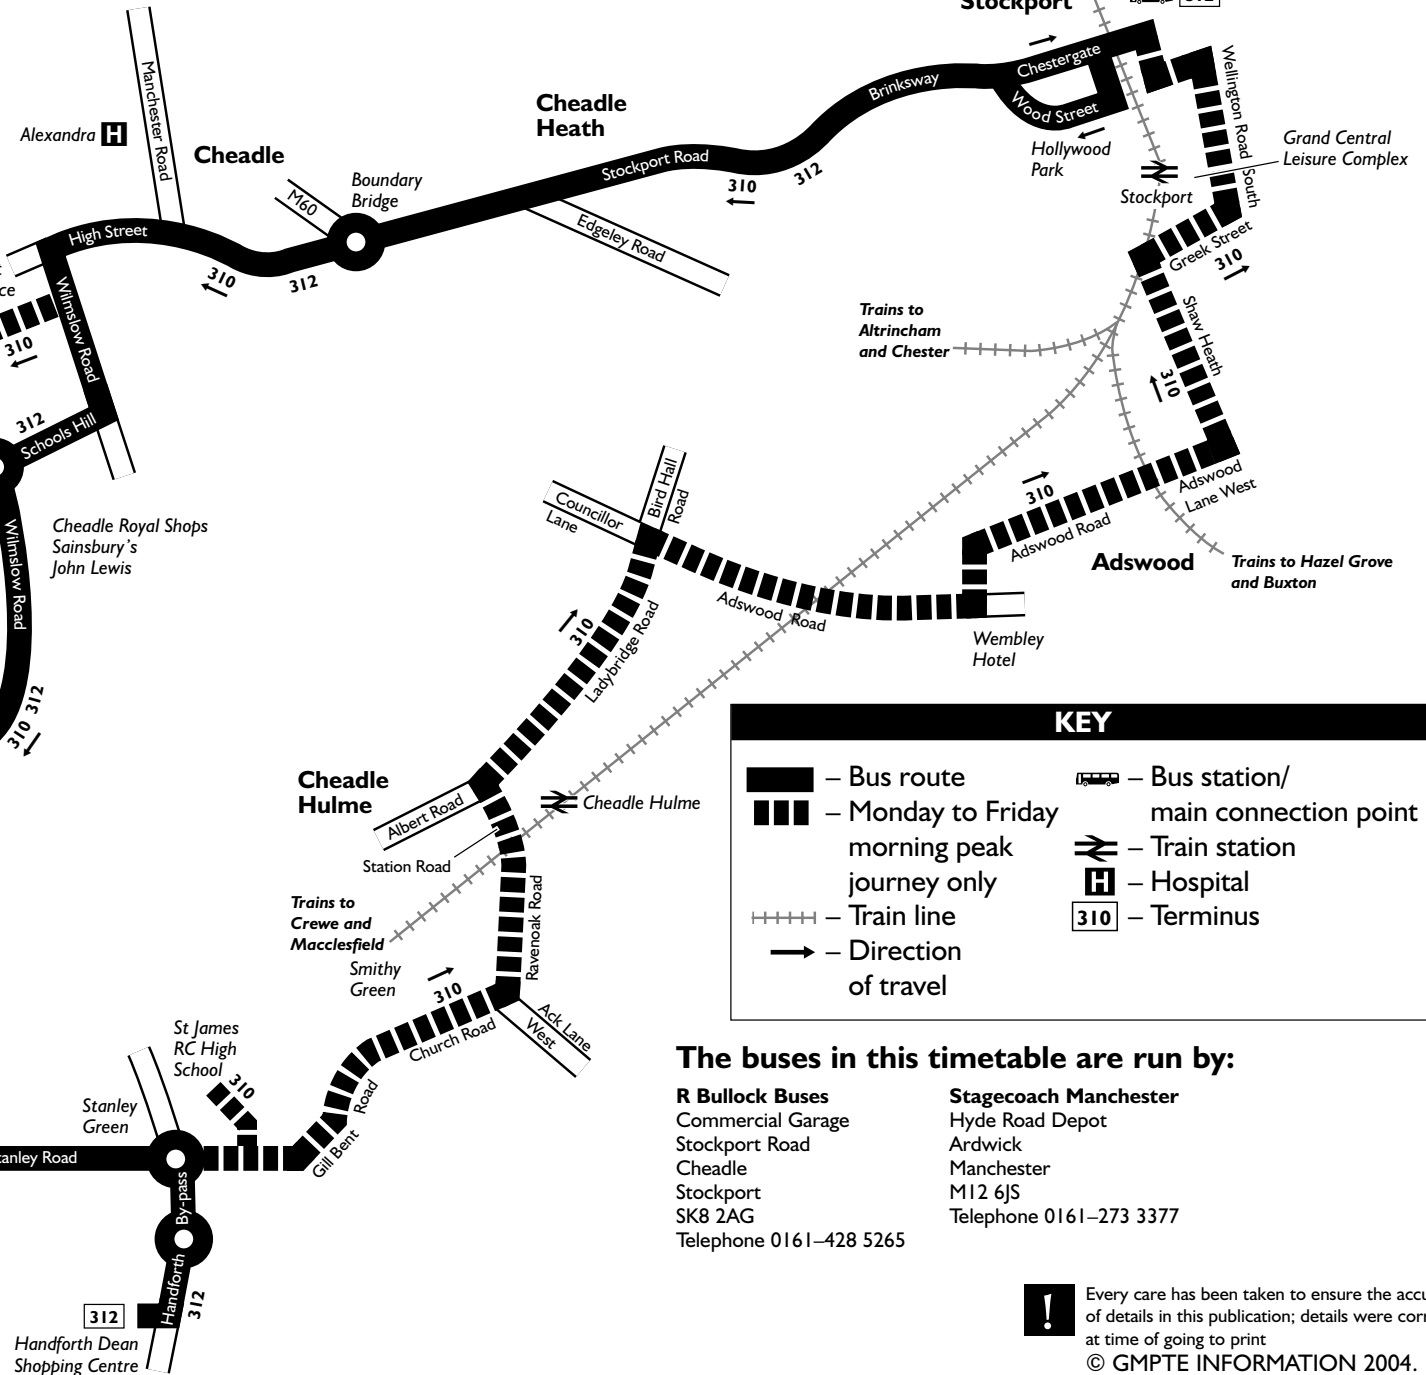 Stockport
Manchester Road
Alexandra H
Cheadle
Cheadle
Heath
Boundary
Bridge
M60
High Street
310
312
Stockport Road
310
312
Edgeley Road
Brinksway
Chestergate
Wood Street
Hollywood
Park
Wellington Road South
Grand Central
Leisure Complex
Stockport
Greek Street
310
Shaw Heath
310
Trains to
Altrincham
and Chester
Wilmslow Road
310
312
Schools Hill
Wilmslow Road
Cheadle Royal Shops
Sainsbury's
John Lewis
310 312
Councillor
Lane
Bird Hall
Road
Adswood Road
310
Adswood Road
Adswood
Lane West
Adswood
Trains to Hazel Grove
and Buxton
Wembley
Hotel
310
Ladybridge Road
Cheadle
Hulme
Albert Road
Cheadle Hulme
Station Road
Trains to
Crewe and
Macclesfield
Ravenoak Road
Smithy
Green
310
Church Road
Ack Lane
West
St James
RC High
School
310
Stanley
Green
Gill Bent Road
By-pass
Handforth
312
312
Handforth Dean
Shopping Centre
KEY
– Bus route
– Monday to Friday
morning peak
journey only
– Train line
– Direction
of travel
– Bus station/
main connection point
– Train station
H – Hospital
310 – Terminus
The buses in this timetable are run by:
R Bullock Buses
Commercial Garage
Stockport Road
Cheadle
Stockport
SK8 2AG
Telephone 0161–428 5265
Stagecoach Manchester
Hyde Road Depot
Ardwick
Manchester
M12 6JS
Telephone 0161–273 3377
!
Every care has been taken to ensure the
of details in this publication; details were
at time of going to print
© GMPTE INFORMATION 2004.